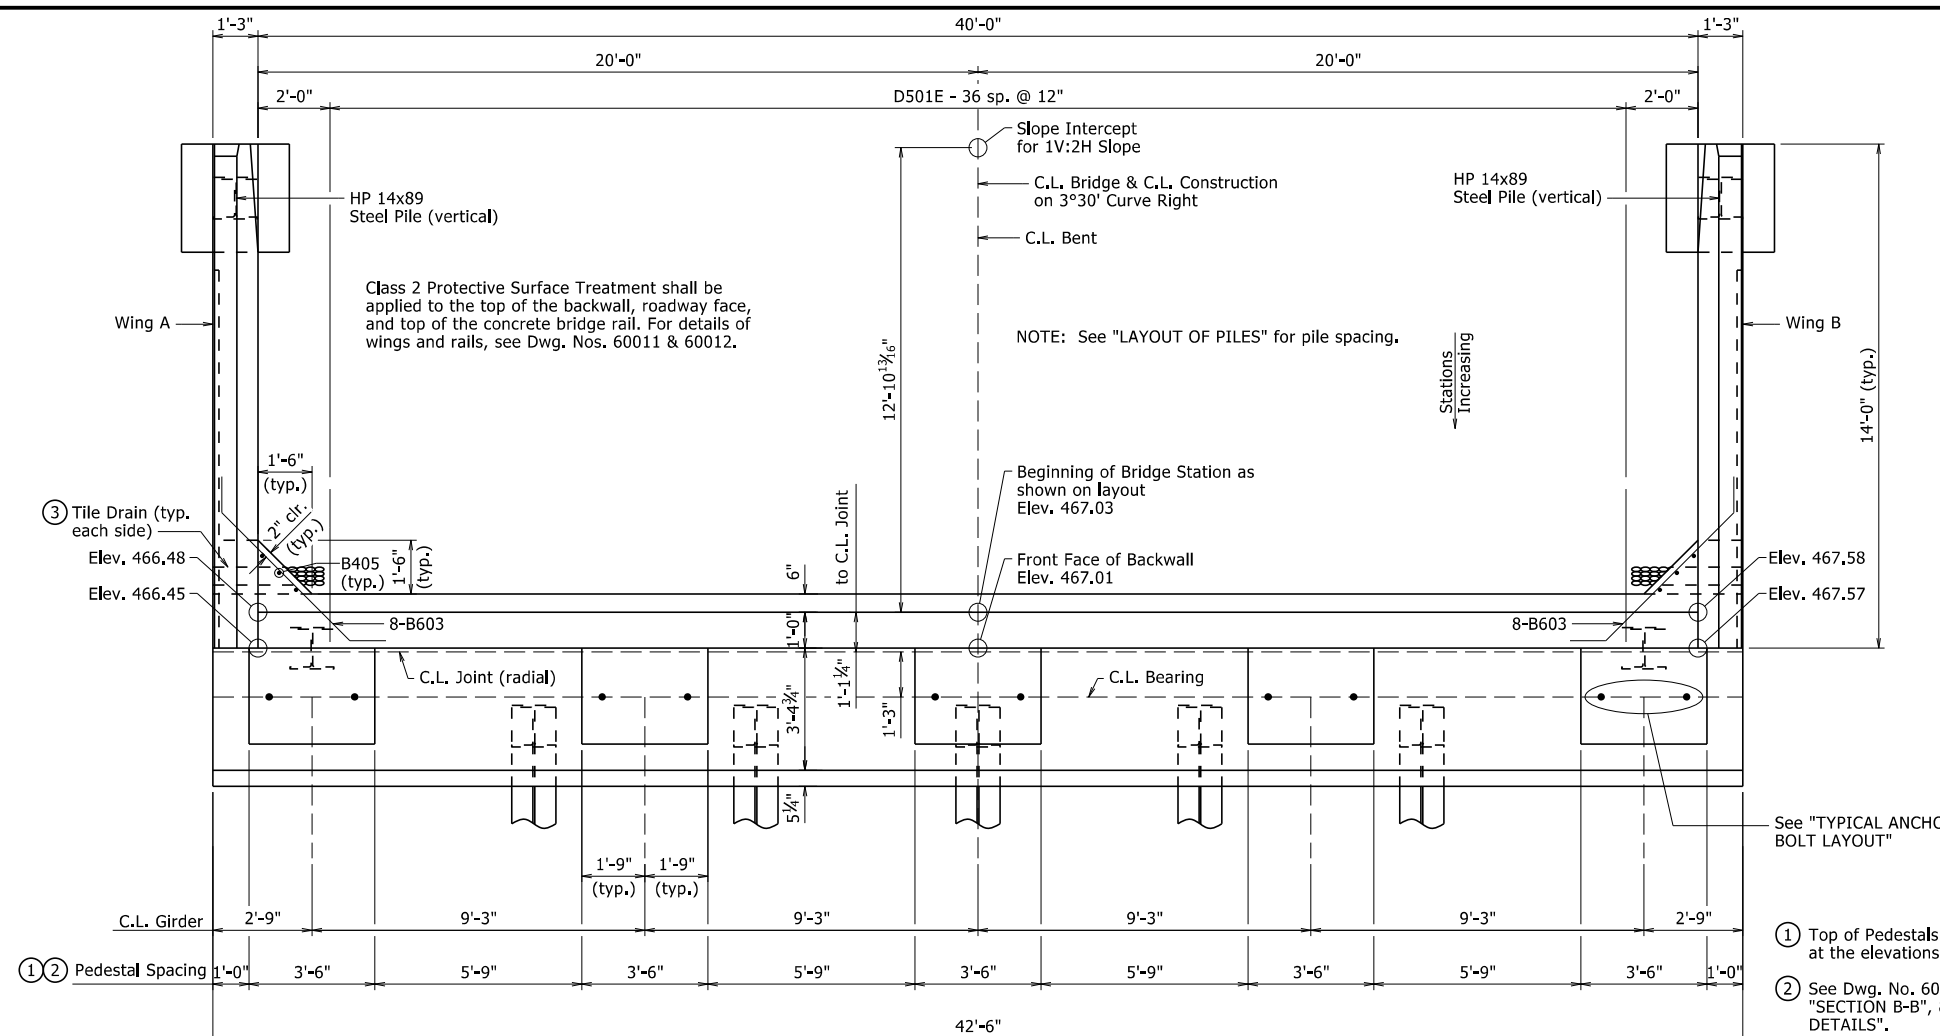 1'-3"
40'-0"
1'-3"
20'-0"
20'-0"
2'-0"
D501E - 36 sp. @ 12"
2'-0"
Slope Intercept
for 1V:2H Slope
HP 14x89
Steel Pile (vertical)
C.L. Bridge & C.L. Construction
on 3°30' Curve Right
HP 14x89
Steel Pile (vertical)
C.L. Bent
Class 2 Protective Surface Treatment shall be
applied to the top of the backwall, roadway face,
and top of the concrete bridge rail. For details of
wings and rails, see Dwg. Nos. 60011 & 60012.
Wing A
Wing B
NOTE: See "LAYOUT OF PILES" for pile spacing.
12'-10 13/16"
Stations
Increasing
14'-0" (typ.)
1'-6"
(typ.)
Beginning of Bridge Station as
shown on layout
Elev. 467.03
3 Tile Drain (typ.
each side)
2" clr.
(typ.)
to C.L. Joint
Elev. 466.48
B405
(typ.)
1'-6"
(typ.)
6"
Front Face of Backwall
Elev. 467.01
Elev. 467.58
Elev. 466.45
Elev. 467.57
8-B603
1'-0"
8-B603
C.L. Joint (radial)
3'-4 3/4"
1'-1 1/4"
1'-3"
C.L. Bearing
5 1/4"
See "TYPICAL ANCHO
BOLT LAYOUT"
1'-9"
(typ.)
1'-9"
(typ.)
C.L. Girder
2'-9"
9'-3"
9'-3"
9'-3"
9'-3"
2'-9"
1 Top of Pedestals
at the elevations
1 2 Pedestal Spacing
1'-0"
3'-6"
5'-9"
3'-6"
5'-9"
3'-6"
5'-9"
3'-6"
5'-9"
3'-6"
1'-0"
2 See Dwg. No. 60
"SECTION B-B",
DETAILS".
42'-6"